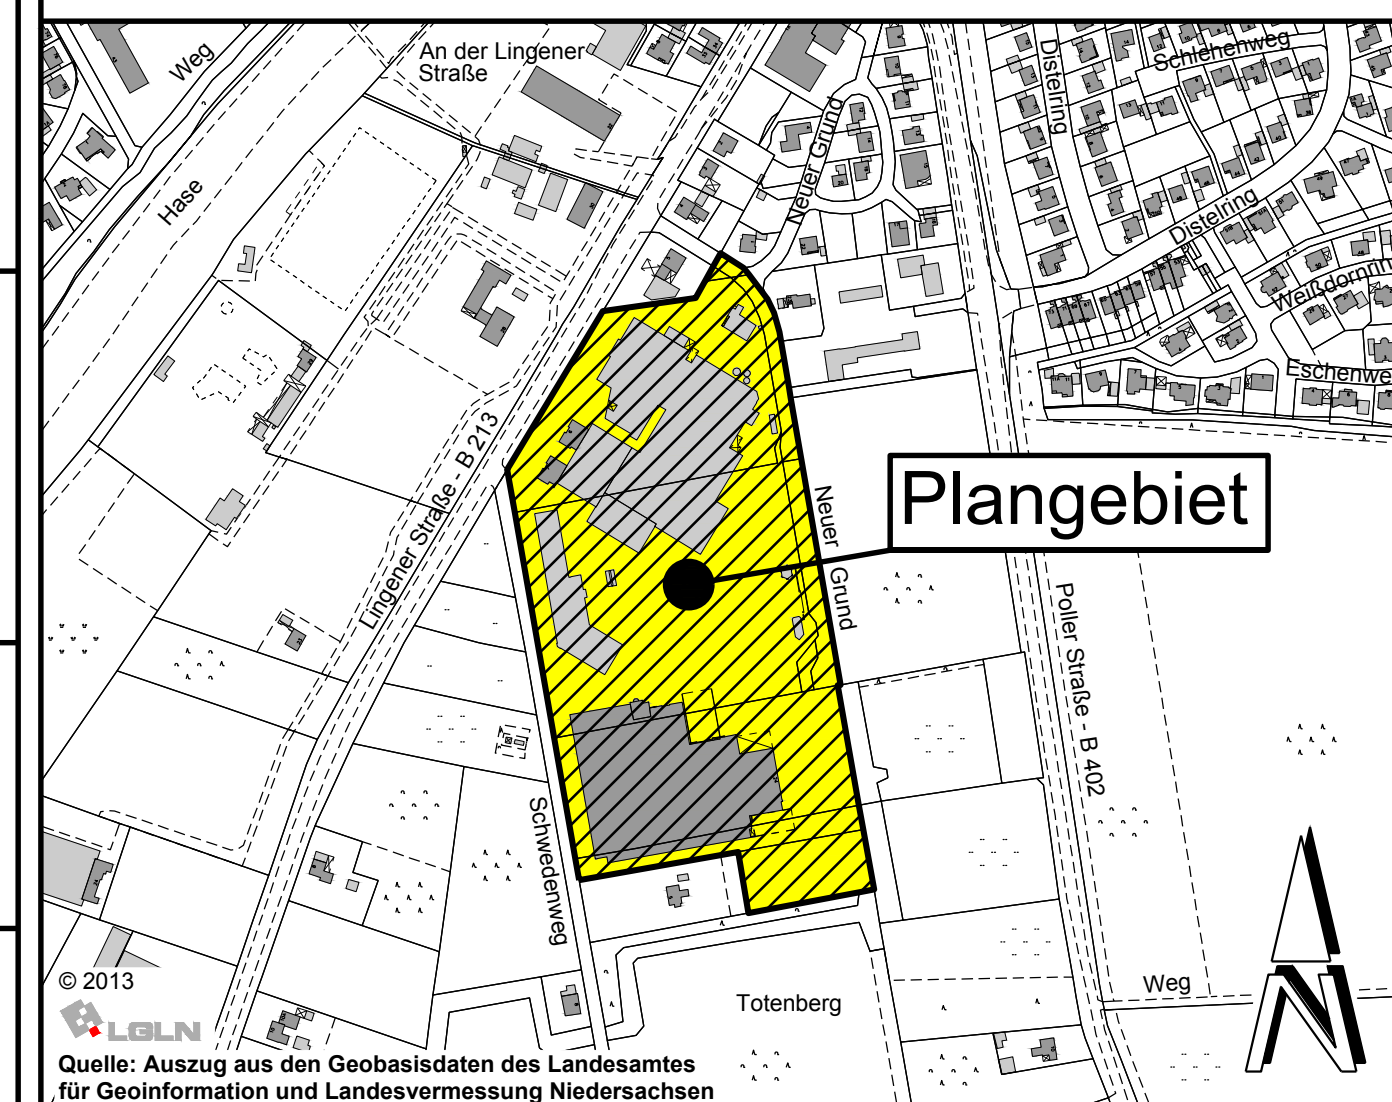 Weg
An der Lingener
Straße
Hase
Neuer Grund
Distelring
Schlehenweg
Distelring
Weißdornrin
Eschenwe
Lingener Straße - B 213
Plangebiet
Neuer Grund
Poller Straße - B 402
Schwedenweg
Totenberg
Weg
N
© 2013
LGLN
Quelle: Auszug aus den Geobasisdaten des Landesamtes
für Geoinformation und Landesvermessung Niedersachsen